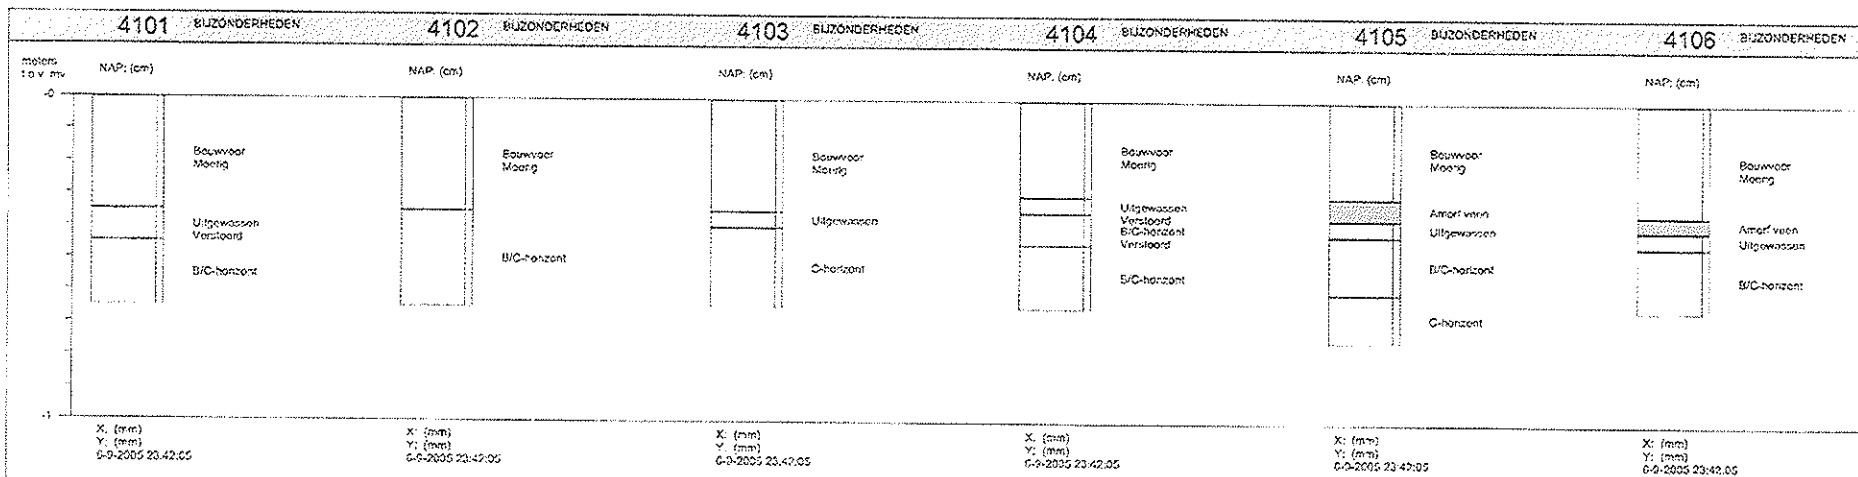 4101 BIJZONDERHEDEN
4102 BIJZONDERHEDEN
4103 BIJZONDERHEDEN
4104 BIJZONDERHEDEN
4105 BIJZONDERHEDEN
4106 BIJZONDERHEDEN
meters
t.o.v. mv
NAP: (cm)
NAP: (cm)
NAP: (cm)
NAP: (cm)
NAP: (cm)
NAP: (cm)
-0
-1
Bouwvoor
Moerig
Uitgewassen
Verstoord
B/C-horizont
Bouwvoor
Moerig
B/C-horizont
Bouwvoor
Moerig
Uitgewassen
C-horizont
Bouwvoor
Moerig
Uitgewassen
Verstoord
B/C-horizont
Verstoord
B/C-horizont
Bouwvoor
Moerig
Amorf veen
Uitgewassen
B/C-horizont
C-horizont
Bouwvoor
Moerig
Amorf veen
Uitgewassen
B/C-horizont
X: (mm)
Y: (mm)
6-9-2005 23:42:05
X: (mm)
Y: (mm)
6-9-2005 23:42:05
X: (mm)
Y: (mm)
6-9-2005 23:42:05
X: (mm)
Y: (mm)
6-9-2005 23:42:05
X: (mm)
Y: (mm)
6-9-2005 23:42:05
X: (mm)
Y: (mm)
6-9-2005 23:42:05